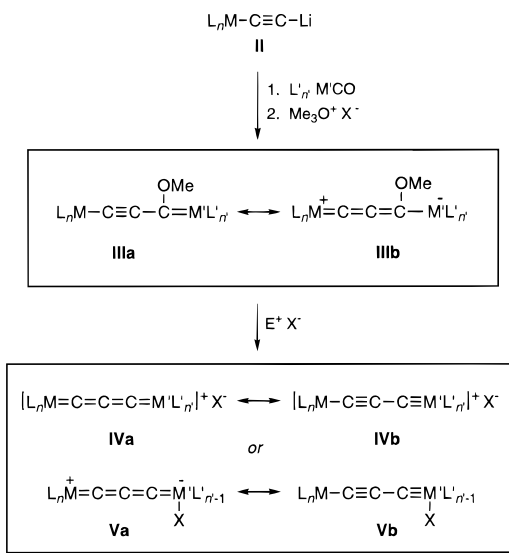 LₙM–C≡C–Li
II
1. L'ₙ' M'CO
2. Me₃O⁺ X⁻
OMe OMe
LₙM–C≡C–C=M'L'ₙ' ↔ LₙM⁺=C=C=C–M⁻'L'ₙ'
IIIa IIIb
E⁺ X⁻
[LₙM=C=C=C=M'L'ₙ']⁺ X⁻ ↔ [LₙM–C≡C–C≡M'L'ₙ']⁺ X⁻
IVa IVb
or
LₙM⁺=C=C=C=M⁻'L'ₙ'₋₁ ↔ LₙM–C≡C–C≡M'L'ₙ'₋₁
X X
Va Vb